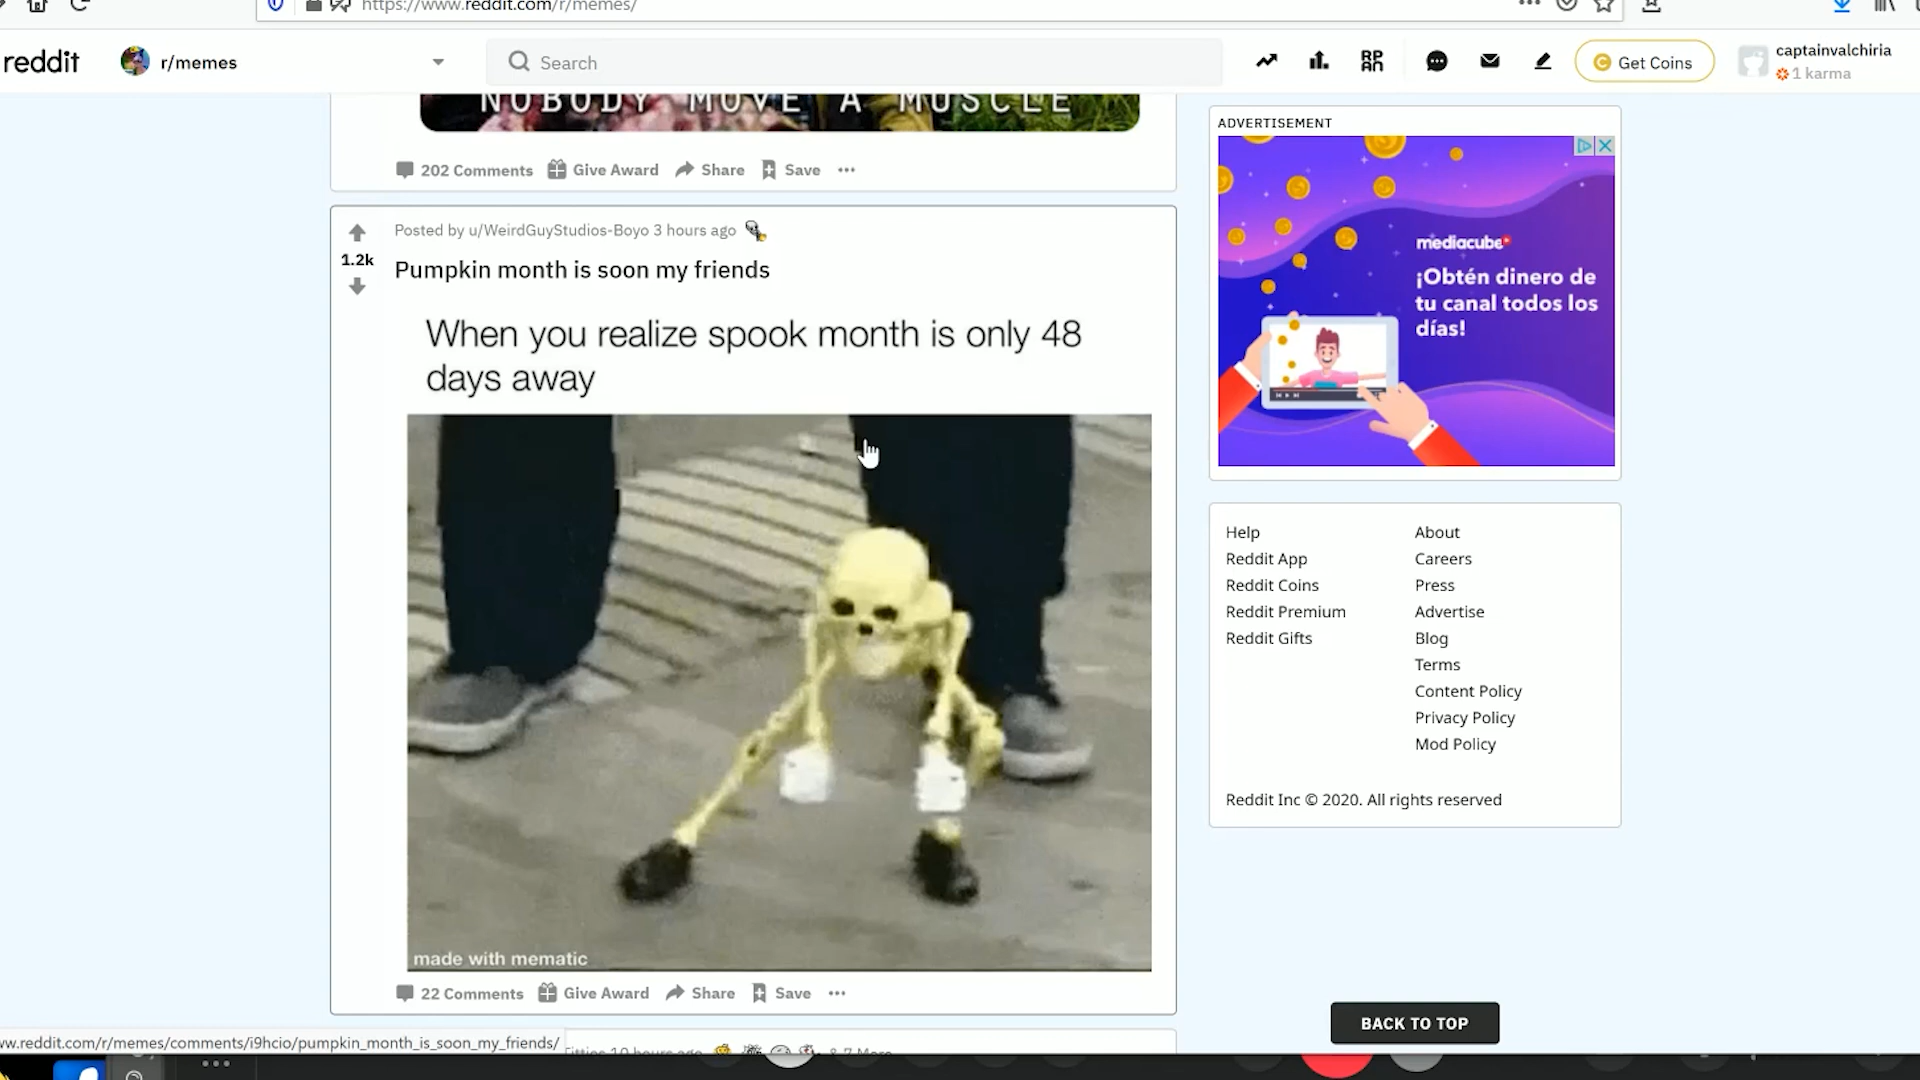 https://www.reddit.com/r/memes/
reddit
r/memes
Search
Get Coins
captainvalchiria
1 karma
NOBODY MOVE A MUSCLE
202 Comments Give Award Share Save
Posted by u/WeirdGuyStudios-Boyo 3 hours ago
1.2k
Pumpkin month is soon my friends
When you realize spook month is only 48
days away
made with mematic
22 Comments Give Award Share Save
ADVERTISEMENT
mediacube
¡Obtén dinero de
tu canal todos los
días!
Help About
Reddit App Careers
Reddit Coins Press
Reddit Premium Advertise
Reddit Gifts Blog
Terms
Content Policy
Privacy Policy
Mod Policy
Reddit Inc © 2020. All rights reserved
BACK TO TOP
ww.reddit.com/r/memes/comments/i9hcio/pumpkin_month_is_soon_my_friends/
10 hours ago & 7 More